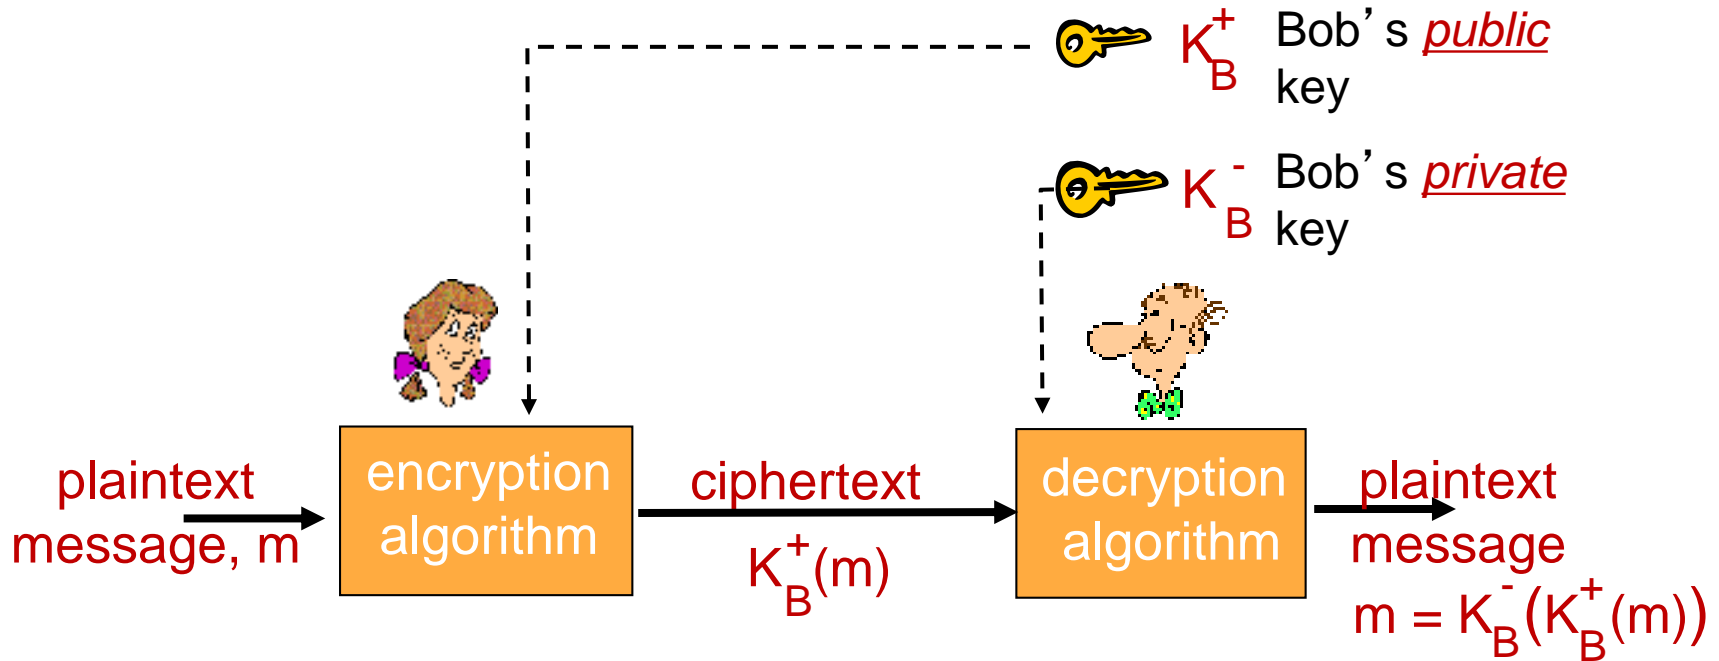 K_B^+ Bob’s public
key
K_B^- Bob’s private
key
plaintext
message, m
encryption
algorithm
ciphertext
K_B^+(m)
decryption
algorithm
plaintext
message
m = K_B^-(K_B^+(m))